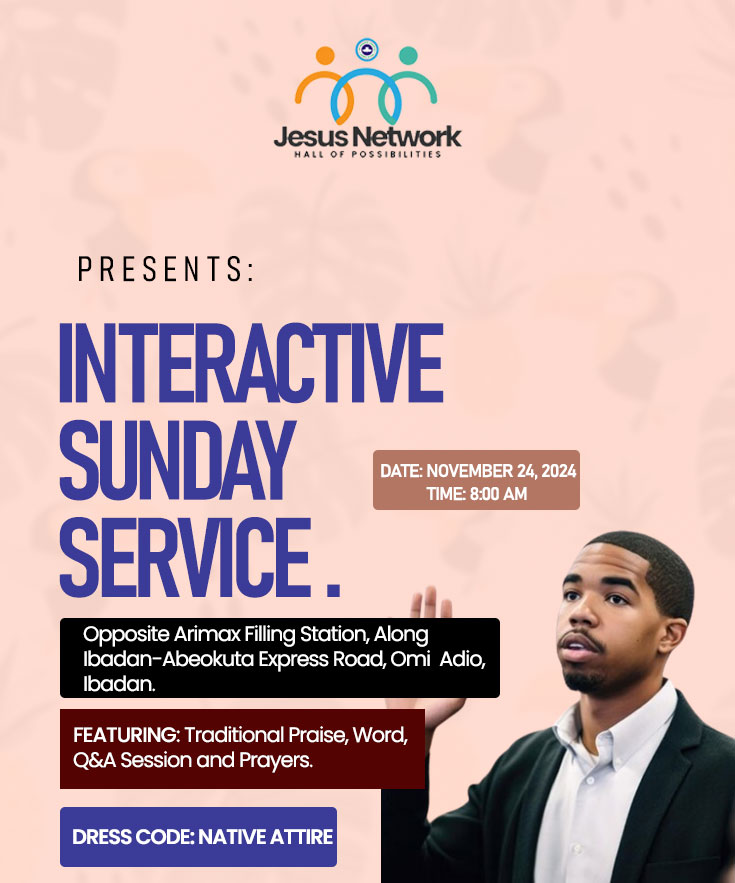 Jesus Network
HALL OF POSSIBILITIES
PRESENTS:
INTERACTIVE
SUNDAY
SERVICE .
DATE: NOVEMBER 24, 2024
TIME: 8:00 AM
Opposite Arimax Filling Station, Along
Ibadan-Abeokuta Express Road, Omi Adio,
Ibadan.
FEATURING: Traditional Praise, Word,
Q&A Session and Prayers.
DRESS CODE: NATIVE ATTIRE